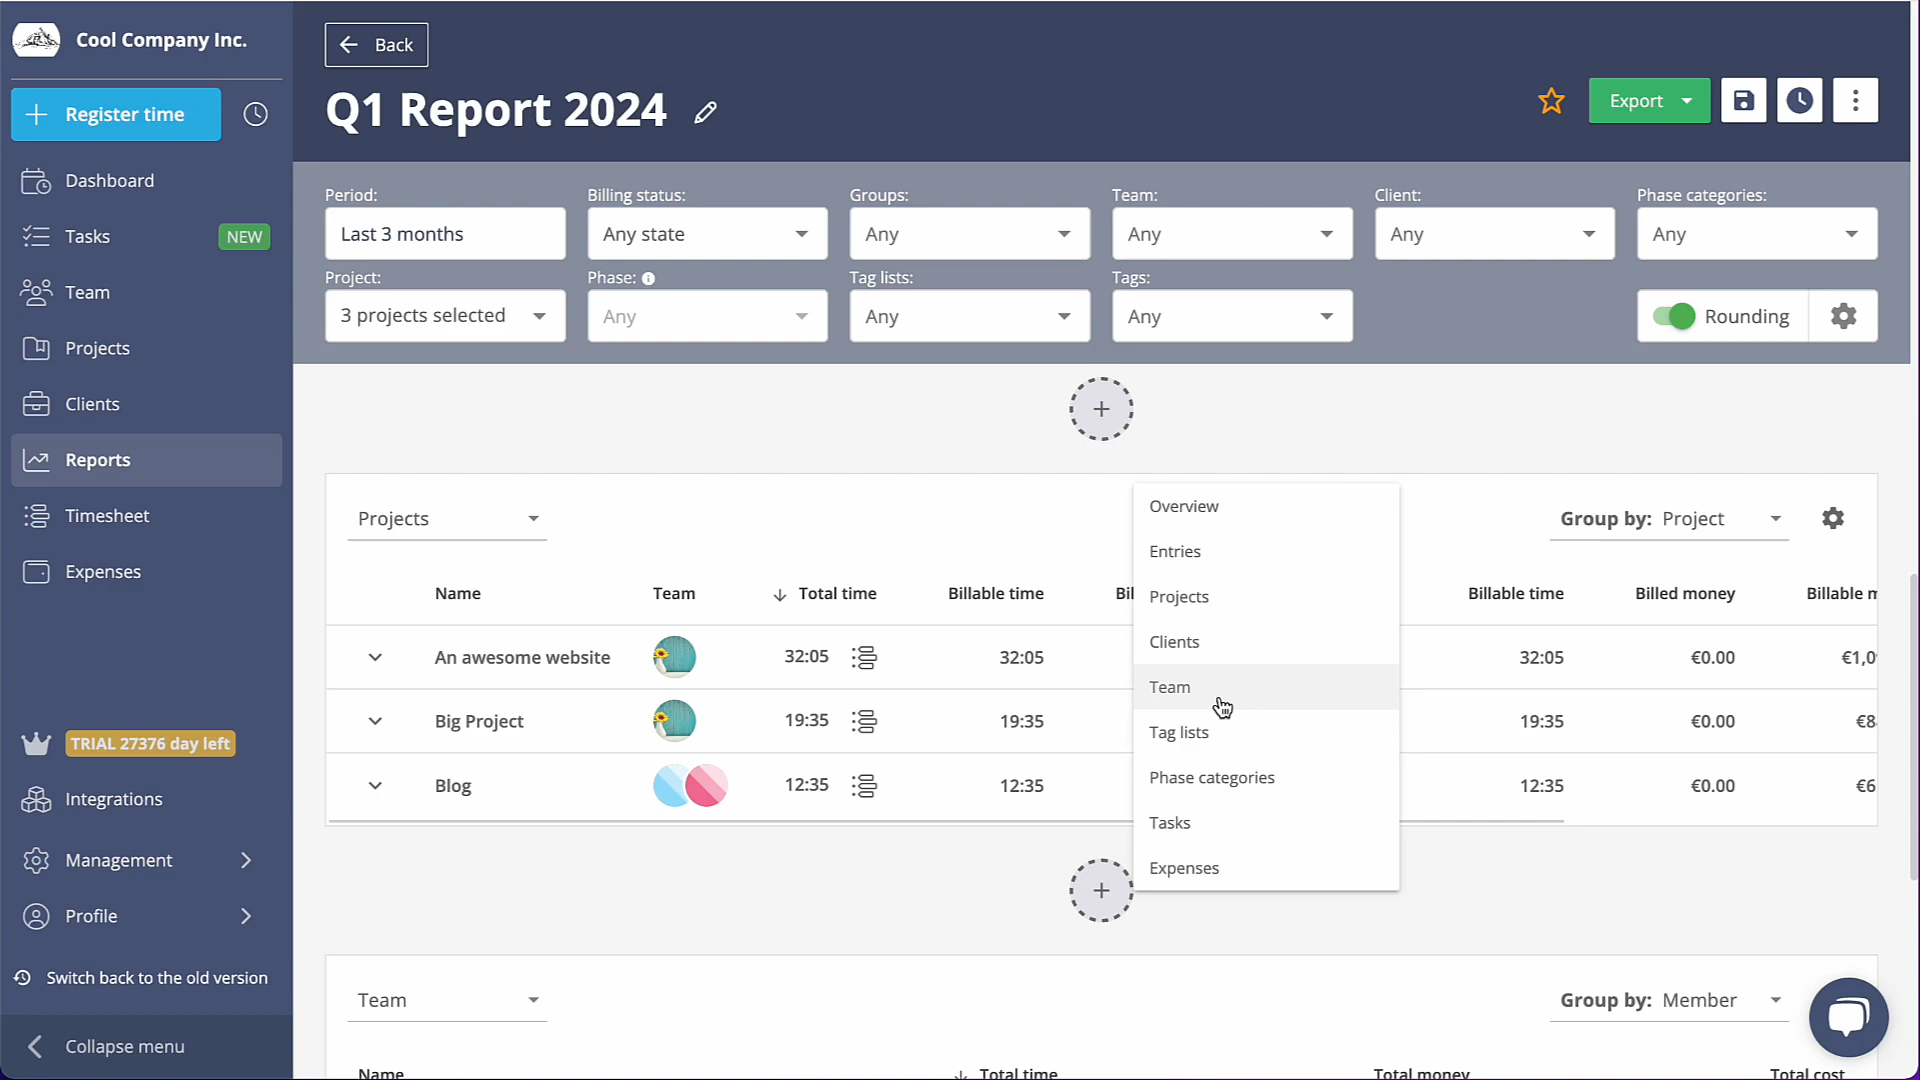 Cool Company Inc.
Register time
Dashboard
Tasks NEW
Team
Projects
Clients
Reports
Timesheet
Expenses
TRIAL 27376 day left
Integrations
Management
Profile
Switch back to the old version
Collapse menu
Back
Q1 Report 2024
Export
Period: Billing status: Groups: Team: Client: Phase categories:
Last 3 months Any state Any Any Any Any
Project: Phase: Tag lists: Tags:
3 projects selected Any Any Any Rounding
Projects Group by: Project
Name Team Total time Billable time Bil Billable time Billed money Billable m
An awesome website 32:05 32:05 32:05 €0.00 €1,0
Big Project 19:35 19:35 19:35 €0.00 €8
Blog 12:35 12:35 12:35 €0.00 €6
Overview
Entries
Projects
Clients
Team
Tag lists
Phase categories
Tasks
Expenses
Team Group by: Member
Name Total time Total money Total cost